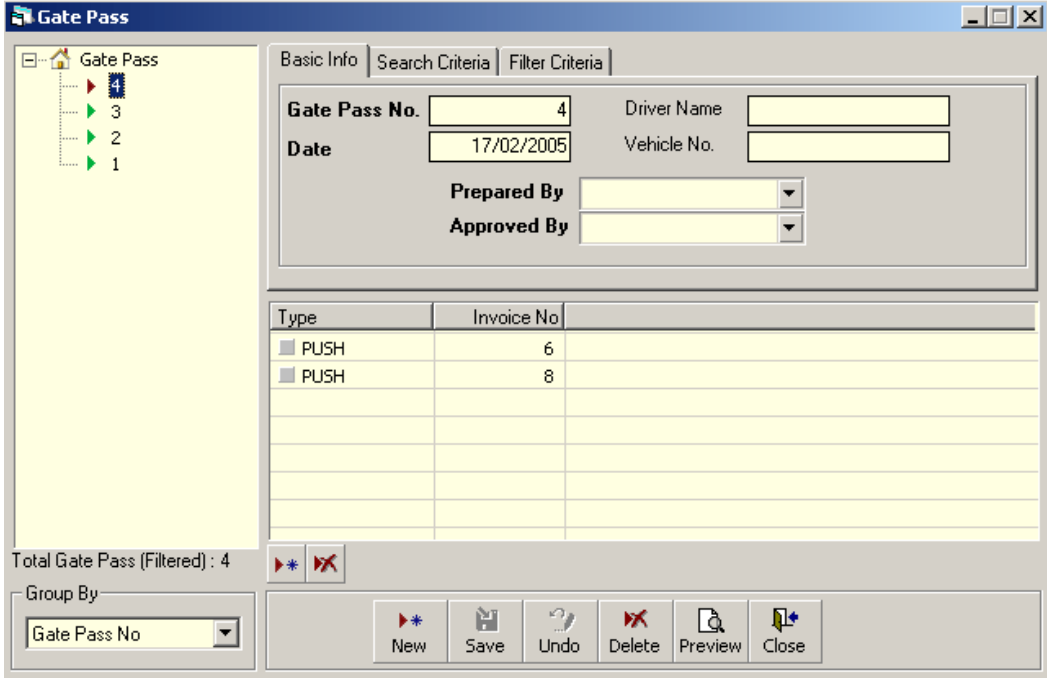 Gate Pass
Gate Pass
4
3
2
1
Total Gate Pass (Filtered) : 4
Group By
Gate Pass No
Basic Info Search Criteria Filter Criteria
Gate Pass No. 4 Driver Name
Date 17/02/2005 Vehicle No.
Prepared By
Approved By
Type Invoice No
PUSH 6
PUSH 8
New Save Undo Delete Preview Close